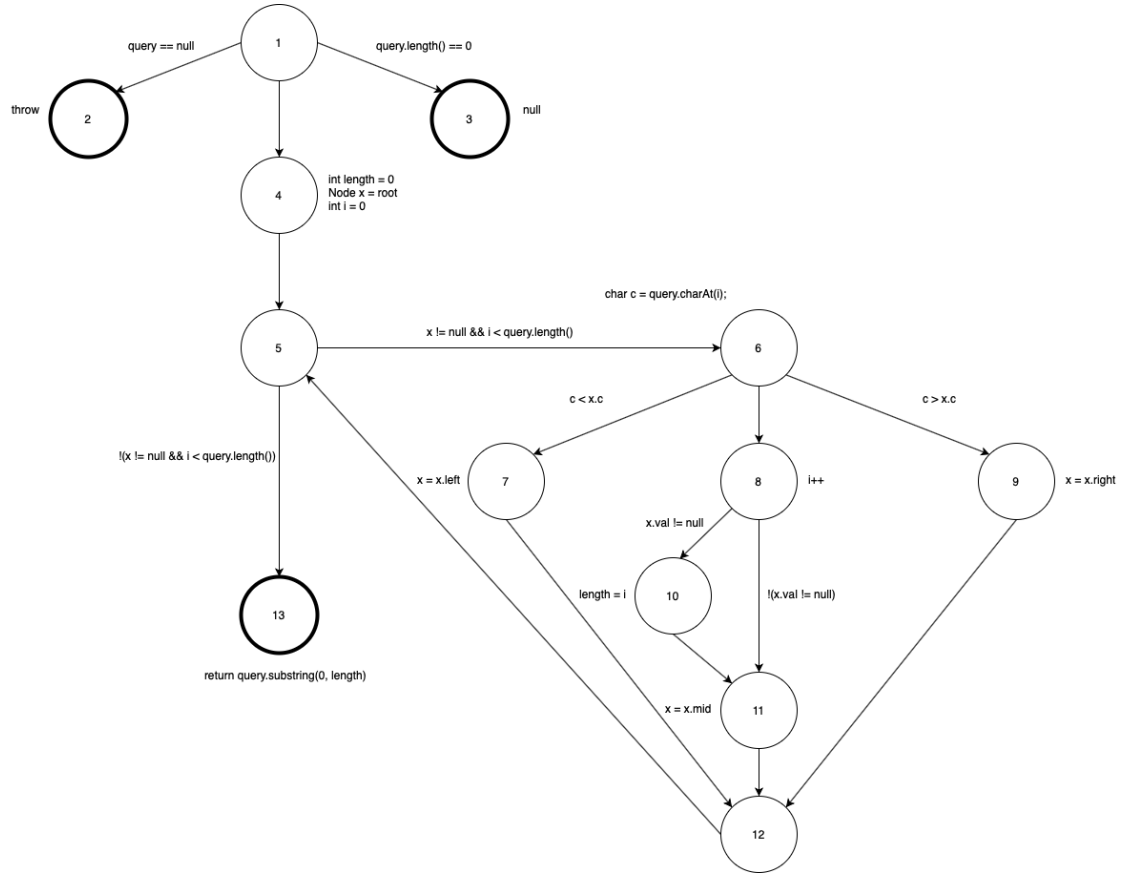 1
query == null
query.length() == 0
throw
2
3
null
4
int length = 0
Node x = root
int i = 0
char c = query.charAt(i);
5
x != null && i < query.length()
6
c < x.c
c > x.c
!(x != null && i < query.length())
x = x.left
7
8
i++
9
x = x.right
x.val != null
length = i
10
!(x.val != null)
13
return query.substring(0, length)
x = x.mid
11
12